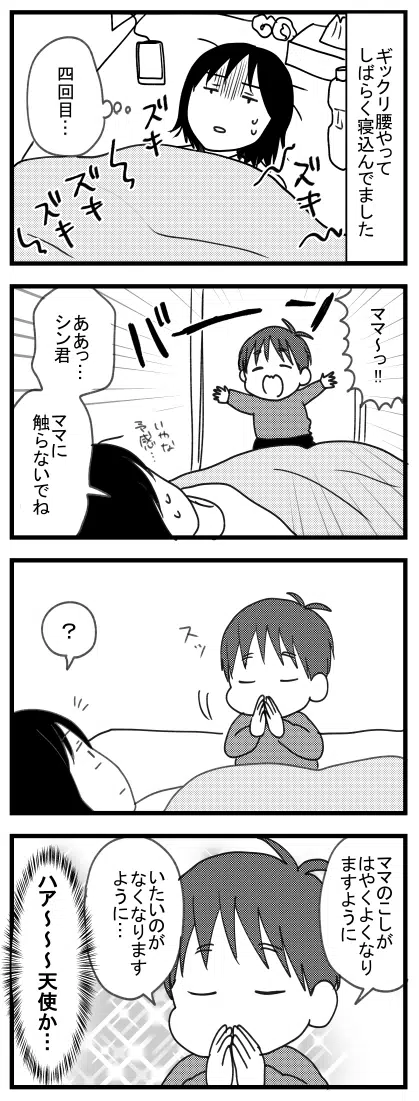 ギックリ腰やって
しばらく寝込んでました
四回目…
ズキ
ズキ
ズキ
ママ〜っ!!
バーーン
ああっ…
シン君
ママに
触らないでね
いやな
予感…
スッ
？
ママのこしが
はやくよくなり
ますように
いたいのが
なくなります
ように…
ハア〜〜〜天使か…